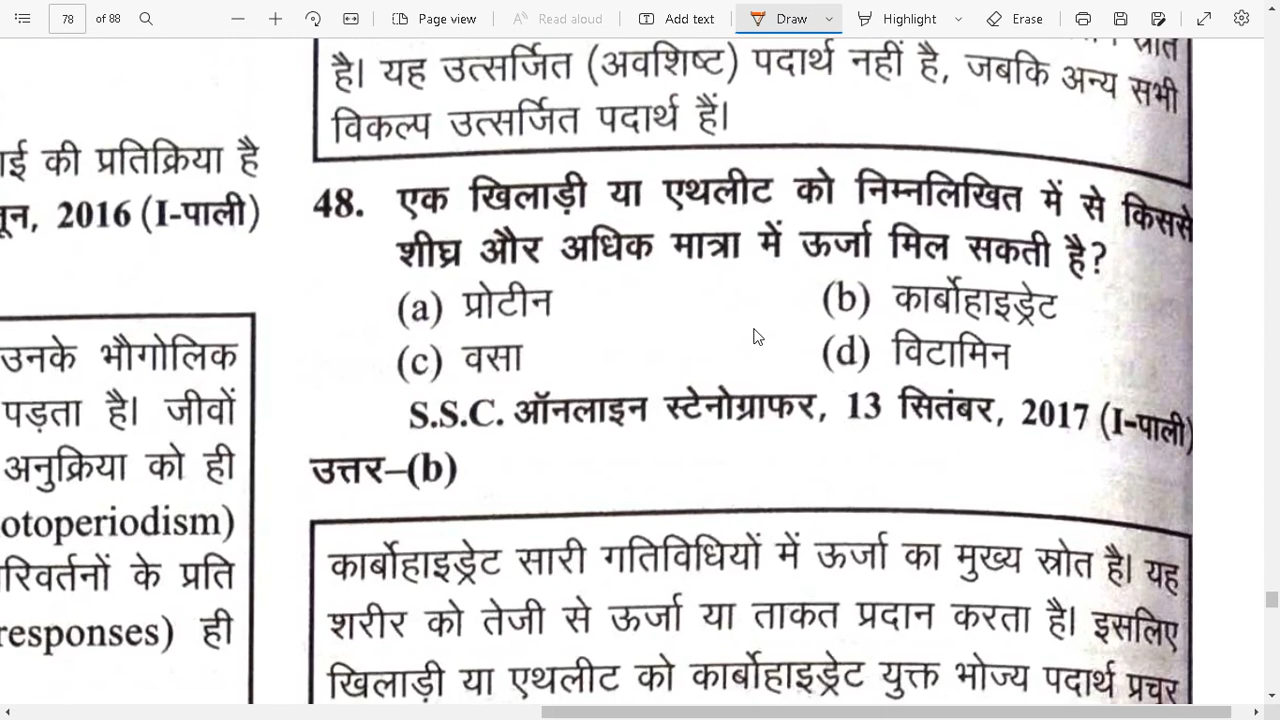 78 of 88
Page view
Read aloud
Add text
Draw
Highlight
Erase
ई की प्रतिक्रिया है
2016 (I-पाली)
उनके भौगोलिक
पड़ता है। जीवों
अनुक्रिया को ही
otoperiodism)
के प्रति
responses) ही
है। यह उत्सर्जित (अवशिष्ट) पदार्थ नहीं है, जबकि अन्य सभी
विकल्प उत्सर्जित पदार्थ हैं।
48. एक खिलाड़ी या एथलीट को निम्नलिखित में से किससे
शीघ्र और अधिक मात्रा में ऊर्जा मिल सकती है?
(a) प्रोटीन (b) कार्बोहाइड्रेट
(c) वसा (d) विटामिन
S.S.C. ऑनलाइन स्टेनोग्राफर, 13 सितंबर, 2017 (I-पाली)
उत्तर–(b)
कार्बोहाइड्रेट सारी गतिविधियों में ऊर्जा का मुख्य स्रोत है। यह
शरीर को तेजी से ऊर्जा या ताकत प्रदान करता है। इसलिए
खिलाड़ी या एथलीट को कार्बोहाइड्रेट युक्त भोज्य पदार्थ प्रचुर